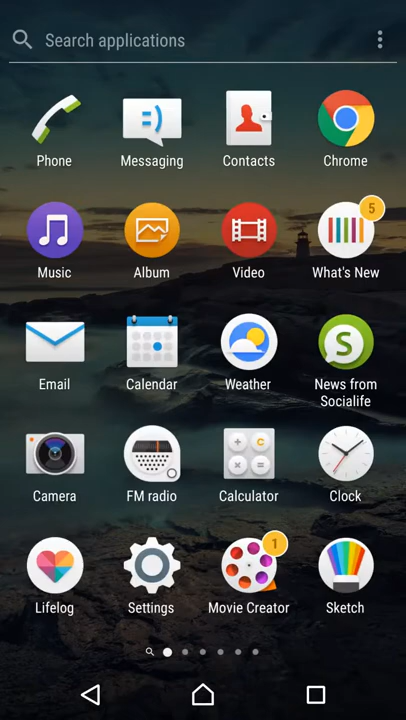 Search applications
Phone
Messaging
Contacts
Chrome
Music
Album
Video
5
What's New
Email
Calendar
Weather
S
News from
Socialife
Camera
FM radio
C
Calculator
Clock
Lifelog
Settings
1
Movie Creator
Sketch